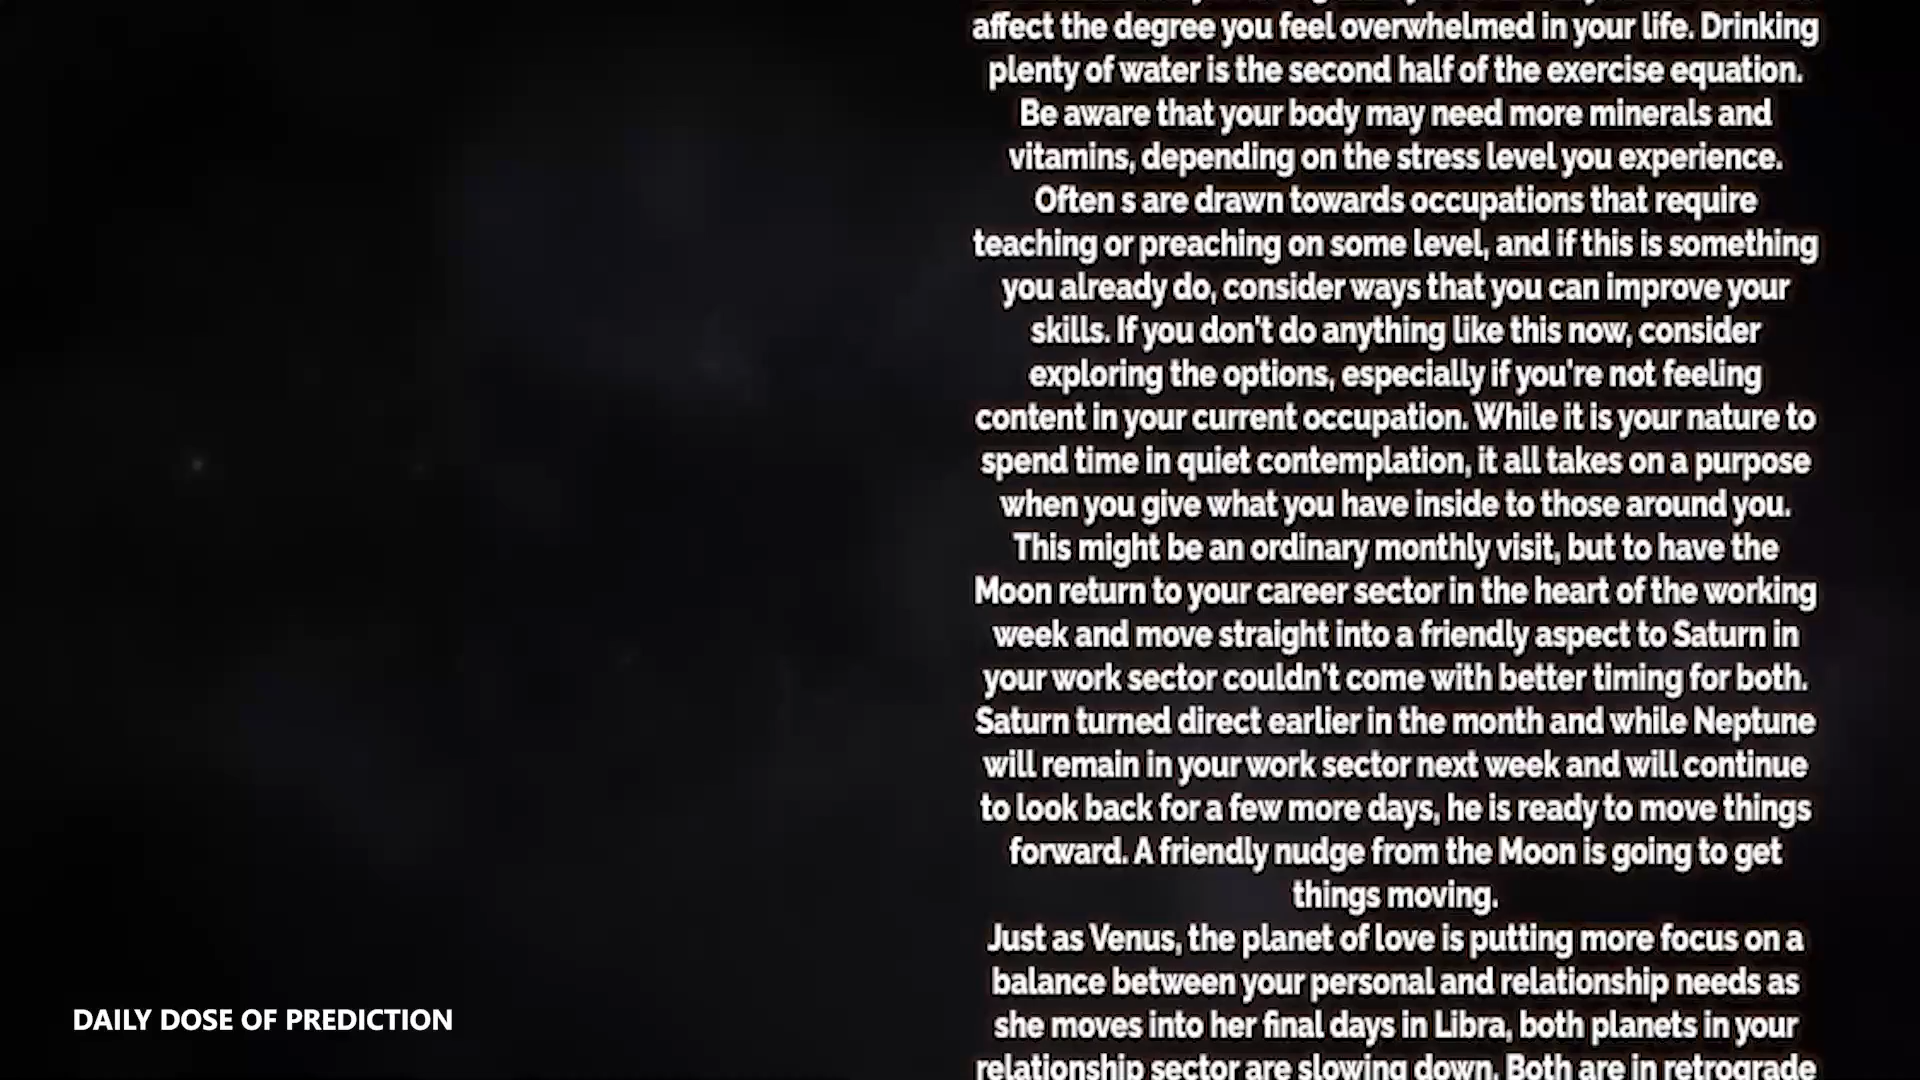 affect the degree you feel overwhelmed in your life. Drinking
plenty of water is the second half of the exercise equation.
Be aware that your body may need more minerals and
vitamins, depending on the stress level you experience.
Often s are drawn towards occupations that require
teaching or preaching on some level, and if this is something
you already do, consider ways that you can improve your
skills. If you don't do anything like this now, consider
exploring the options, especially if you're not feeling
content in your current occupation. While it is your nature to
spend time in quiet contemplation, it all takes on a purpose
when you give what you have inside to those around you.
This might be an ordinary monthly visit, but to have the
Moon return to your career sector in the heart of the working
week and move straight into a friendly aspect to Saturn in
your work sector couldn't come with better timing for both.
Saturn turned direct earlier in the month and while Neptune
will remain in your work sector next week and will continue
to look back for a few more days, he is ready to move things
forward. A friendly nudge from the Moon is going to get
things moving.
Just as Venus, the planet of love is putting more focus on a
balance between your personal and relationship needs as
she moves into her final days in Libra, both planets in your
relationship sector are slowing down. Both are in retrograde
DAILY DOSE OF PREDICTION